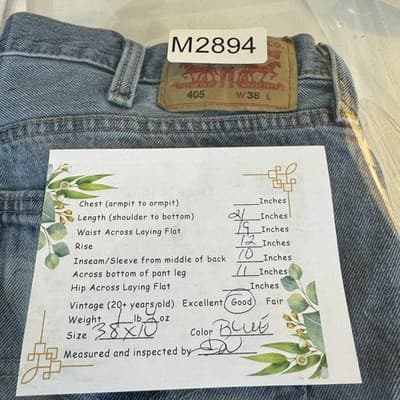 M2894
405 W 38 L
Chest (armpit to armpit) ____Inches
Length (shoulder to bottom) 21 Inches
Waist Across Laying Flat 19 Inches
Rise 12 Inches
Inseam/Sleeve from middle of back 10 Inches
Across bottom of pant leg 11 Inches
Hip Across Laying Flat ____Inches
Vintage (20+ years old) Excellent Good Fair
Weight 1 lb 2 oz
Size 38x10 Color BLUE
Measured and inspected by